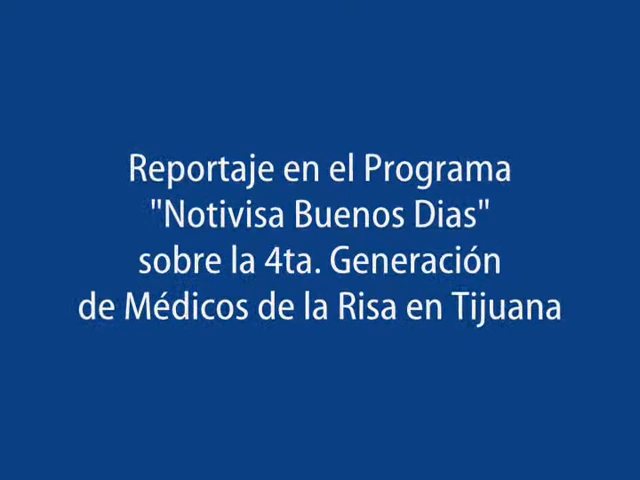 Reportaje en el Programa
"Notivisa Buenos Dias"
sobre la 4ta. Generación
de Médicos de la Risa en Tijuana